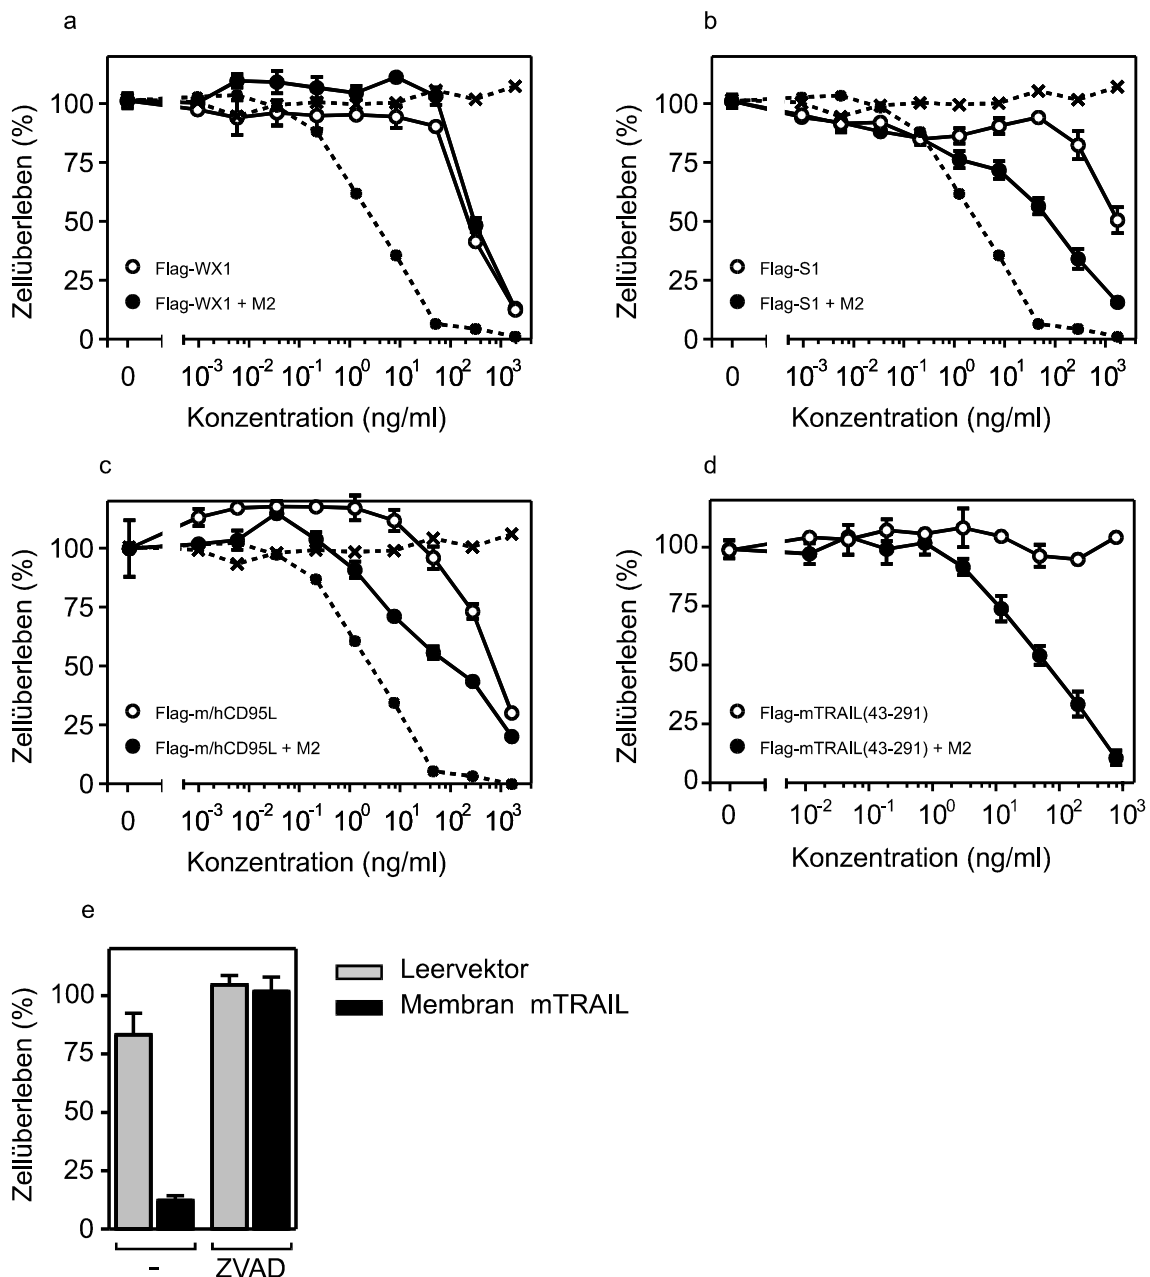 a
Zellüberleben (%)
100
75
50
25
0
Flag-WX1
Flag-WX1 + M2
0 10-3 10-2 10-1 100 101 102 103
Konzentration (ng/ml)
b
Zellüberleben (%)
100
75
50
25
0
Flag-S1
Flag-S1 + M2
0 10-3 10-2 10-1 100 101 102 103
Konzentration (ng/ml)
c
Zellüberleben (%)
100
75
50
25
0
Flag-m/hCD95L
Flag-m/hCD95L + M2
0 10-3 10-2 10-1 100 101 102 103
Konzentration (ng/ml)
d
Zellüberleben (%)
100
75
50
25
0
Flag-mTRAIL(43-291)
Flag-mTRAIL(43-291) + M2
0 10-2 10-1 100 101 102 103
Konzentration (ng/ml)
e
Zellüberleben (%)
100
75
50
25
0
- ZVAD
Leervektor
Membran mTRAIL